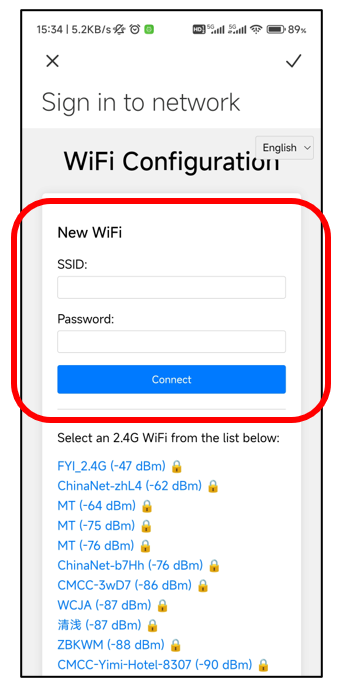 15:34 | 5.2KB/s
HD 5G 5G 89%
Sign in to network
English
WiFi Configuration
New WiFi
SSID:
Password:
Connect
Select an 2.4G WiFi from the list below:
FYI_2.4G (-47 dBm)
ChinaNet-zhL4 (-62 dBm)
MT (-64 dBm)
MT (-75 dBm)
MT (-76 dBm)
ChinaNet-b7Hh (-76 dBm)
CMCC-3wD7 (-86 dBm)
WCJA (-87 dBm)
清浅 (-87 dBm)
ZBKWM (-88 dBm)
CMCC-Yimi-Hotel-8307 (-90 dBm)